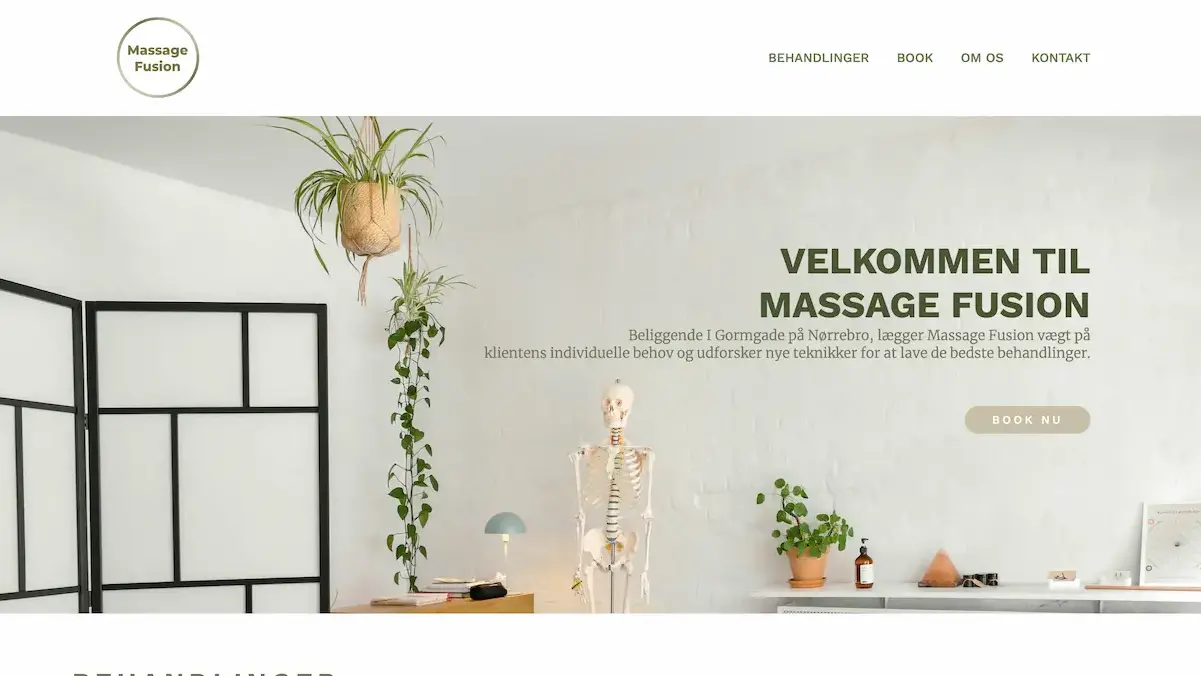 Massage
Fusion
BEHANDLINGER
BOOK
OM OS
KONTAKT
VELKOMMEN TIL
MASSAGE FUSION
Beliggende I Gormgade på Nørrebro, lægger Massage Fusion vægt på
klientens individuelle behov og udforsker nye teknikker for at lave de bedste behandlinger.
BOOK NU
BEHANDLINGER